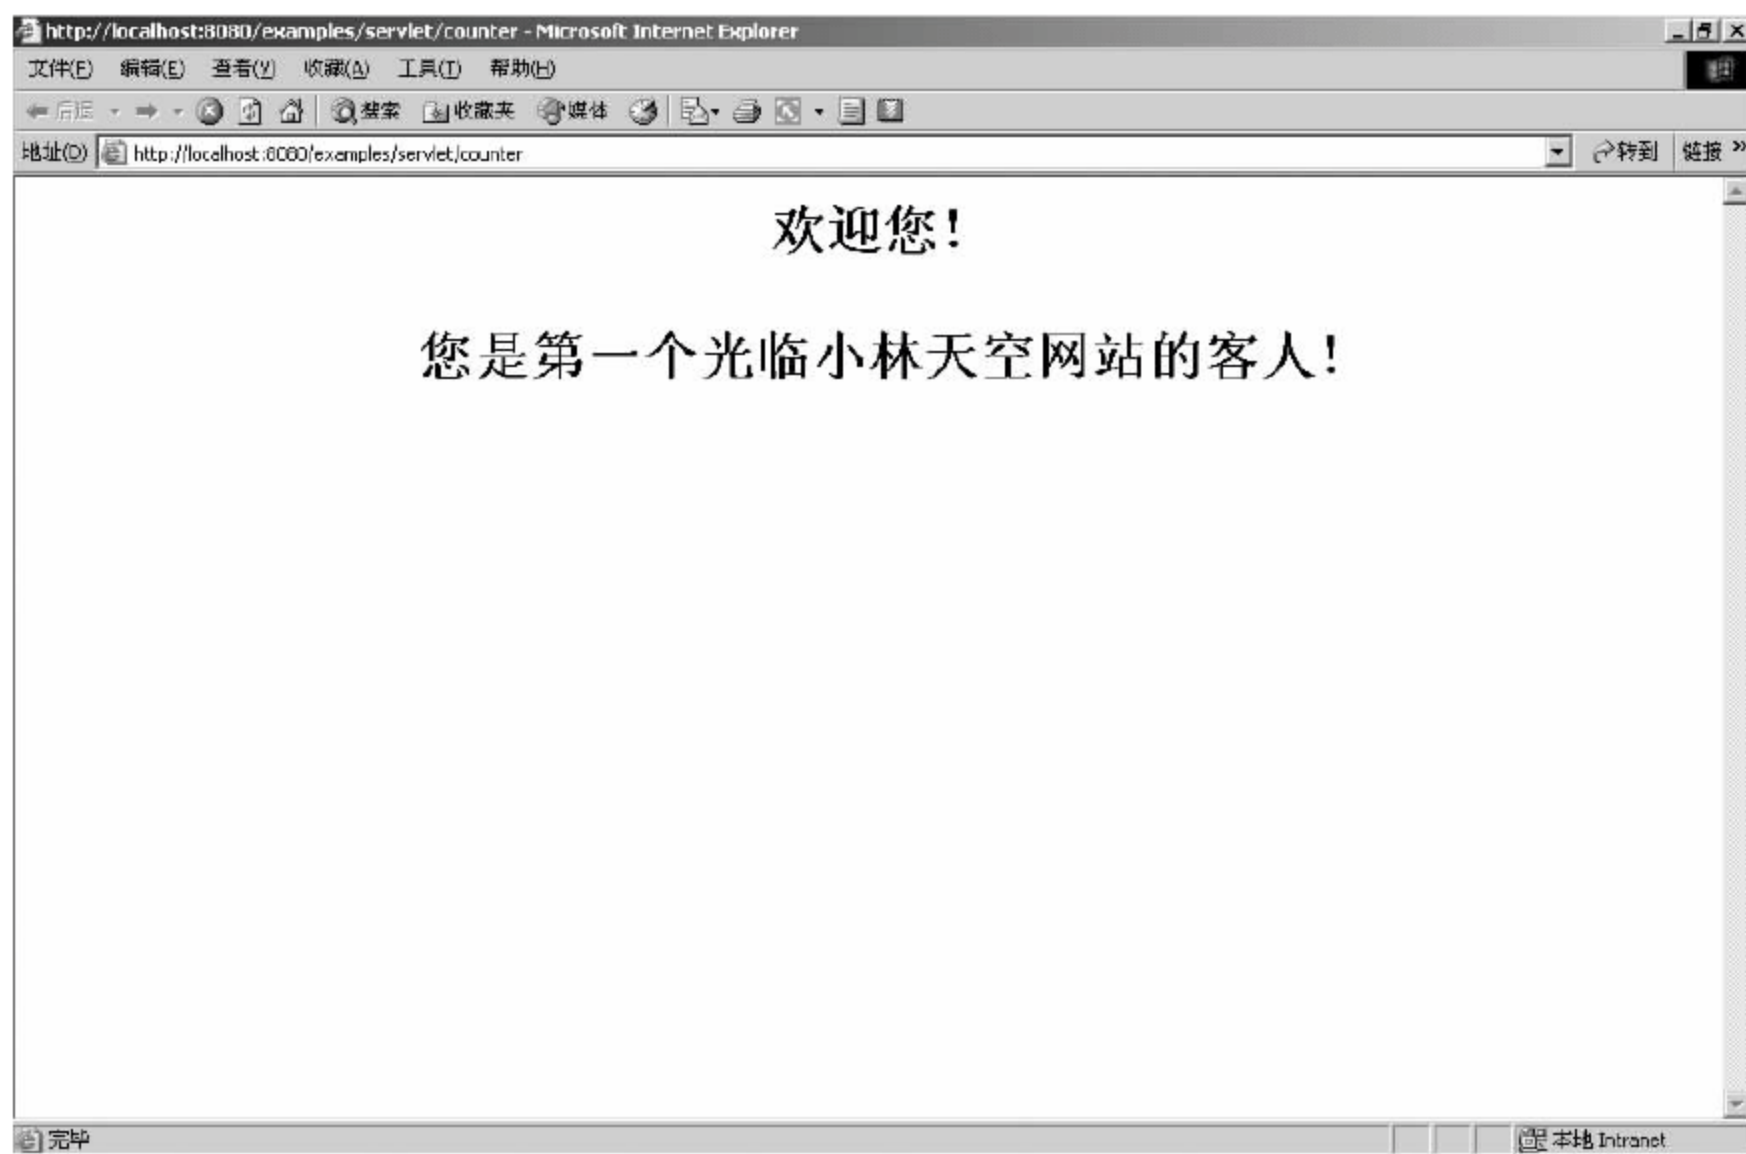 http://localhost:8080/examples/servlet/counter - Microsoft Internet Explorer
文件(F) 编辑(E) 查看(V) 收藏(A) 工具(T) 帮助(H)
后退 搜索 收藏夹 媒体
地址(D) http://localhost:8080/examples/servlet/counter 转到 链接 »
欢迎您!
您是第一个光临小林天空网站的客人!
完毕 本地 Intranet